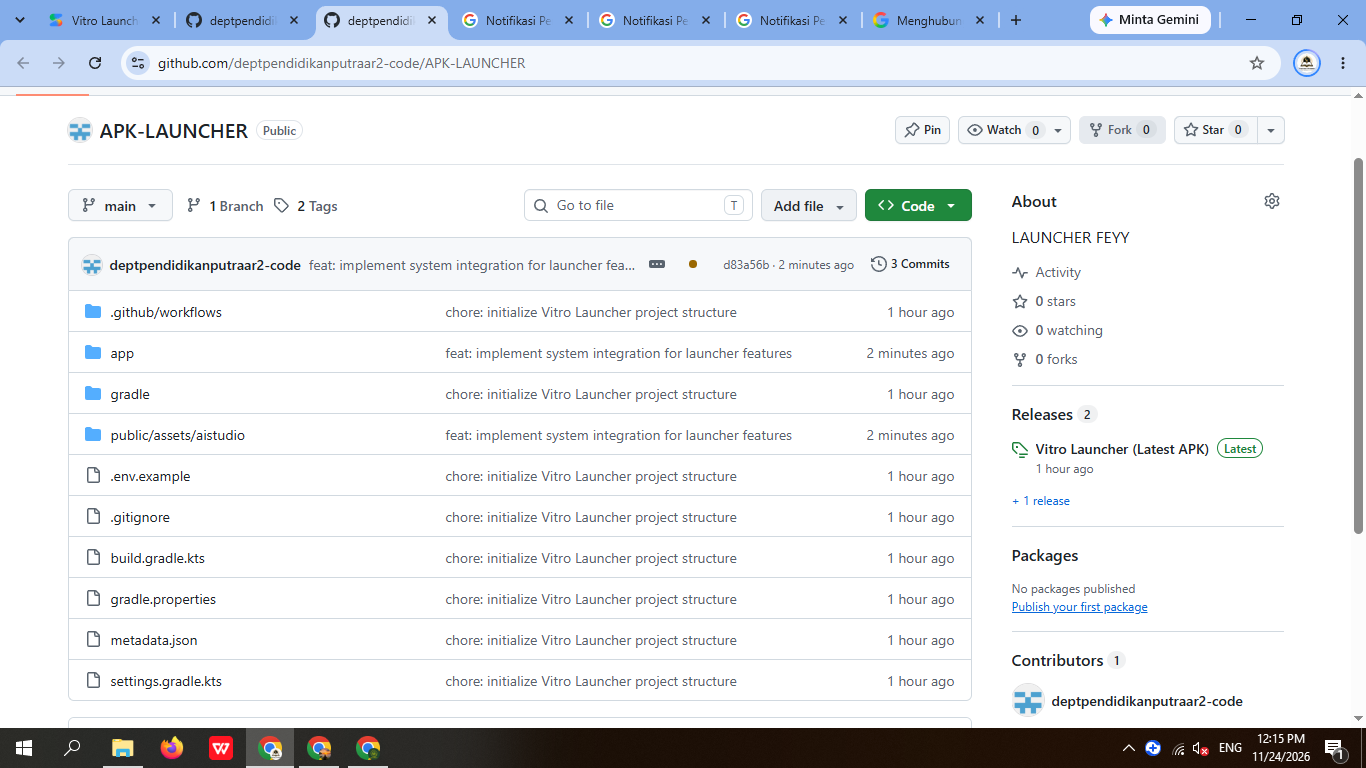 Vitro Launch
deptpendidi
deptpendidi
Notifikasi Pe
Notifikasi Pe
Notifikasi Pe
Menghubun
Minta Gemini
github.com/deptpendidikanputraar2-code/APK-LAUNCHER
APK-LAUNCHER Public
Pin
Watch 0
Fork 0
Star 0
main
1 Branch
2 Tags
Go to file T
Add file
Code
deptpendidikanputraar2-code feat: implement system integration for launcher fea... d83a56b · 2 minutes ago 3 Commits
.github/workflows chore: initialize Vitro Launcher project structure 1 hour ago
app feat: implement system integration for launcher features 2 minutes ago
gradle chore: initialize Vitro Launcher project structure 1 hour ago
public/assets/aistudio feat: implement system integration for launcher features 2 minutes ago
.env.example chore: initialize Vitro Launcher project structure 1 hour ago
.gitignore chore: initialize Vitro Launcher project structure 1 hour ago
build.gradle.kts chore: initialize Vitro Launcher project structure 1 hour ago
gradle.properties chore: initialize Vitro Launcher project structure 1 hour ago
metadata.json chore: initialize Vitro Launcher project structure 1 hour ago
settings.gradle.kts chore: initialize Vitro Launcher project structure 1 hour ago
About
LAUNCHER FEYY
Activity
0 stars
0 watching
0 forks
Releases 2
Vitro Launcher (Latest APK) Latest
1 hour ago
+ 1 release
Packages
No packages published
Publish your first package
Contributors 1
deptpendidikanputraar2-code
ENG
12:15 PM
11/24/2026
1